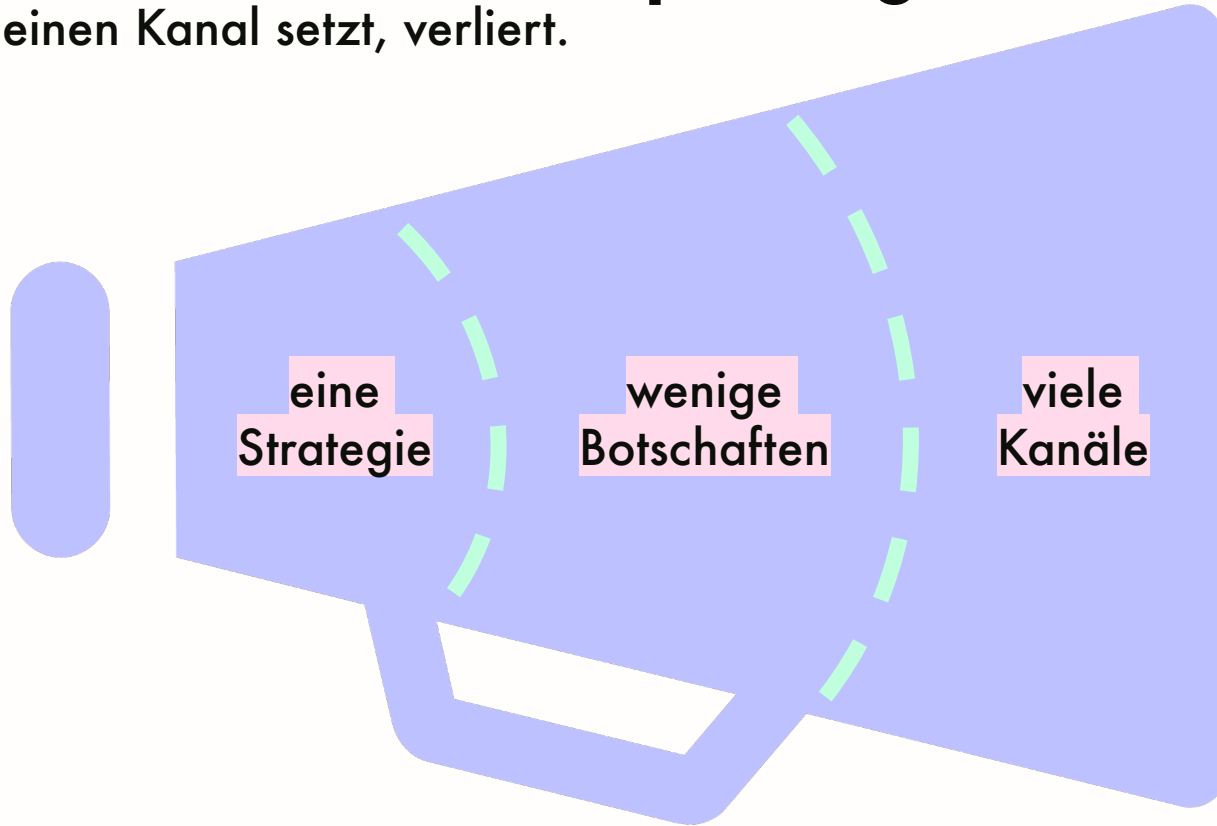 einen Kanal setzt, verliert.
eine
Strategie
wenige
Botschaften
viele
Kanäle